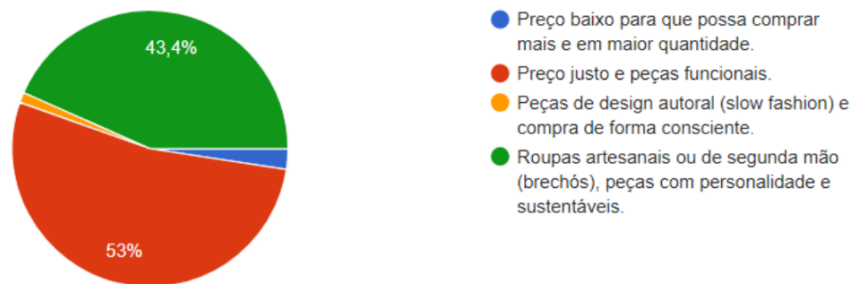 43,4%
53%
Preço baixo para que possa comprar
mais e em maior quantidade.
Preço justo e peças funcionais.
Peças de design autoral (slow fashion) e
compra de forma consciente.
Roupas artesanais ou de segunda mão
(brechós), peças com personalidade e
sustentáveis.